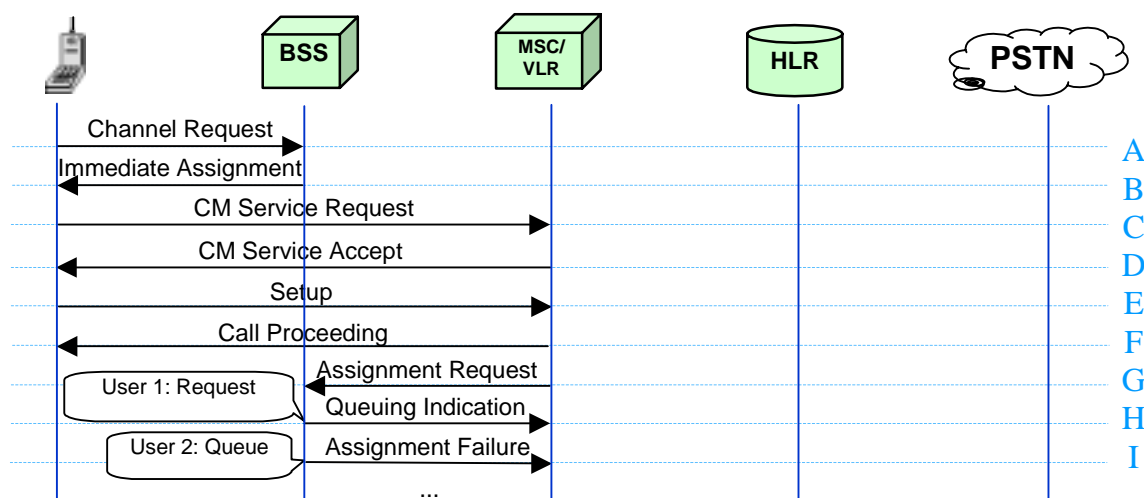 BSS
MSC/
VLR
HLR
PSTN
Channel Request
A
Immediate Assignment
B
CM Service Request
C
CM Service Accept
D
Setup
E
Call Proceeding
F
Assignment Request
G
User 1: Request
Queuing Indication
H
User 2: Queue
Assignment Failure
I
...